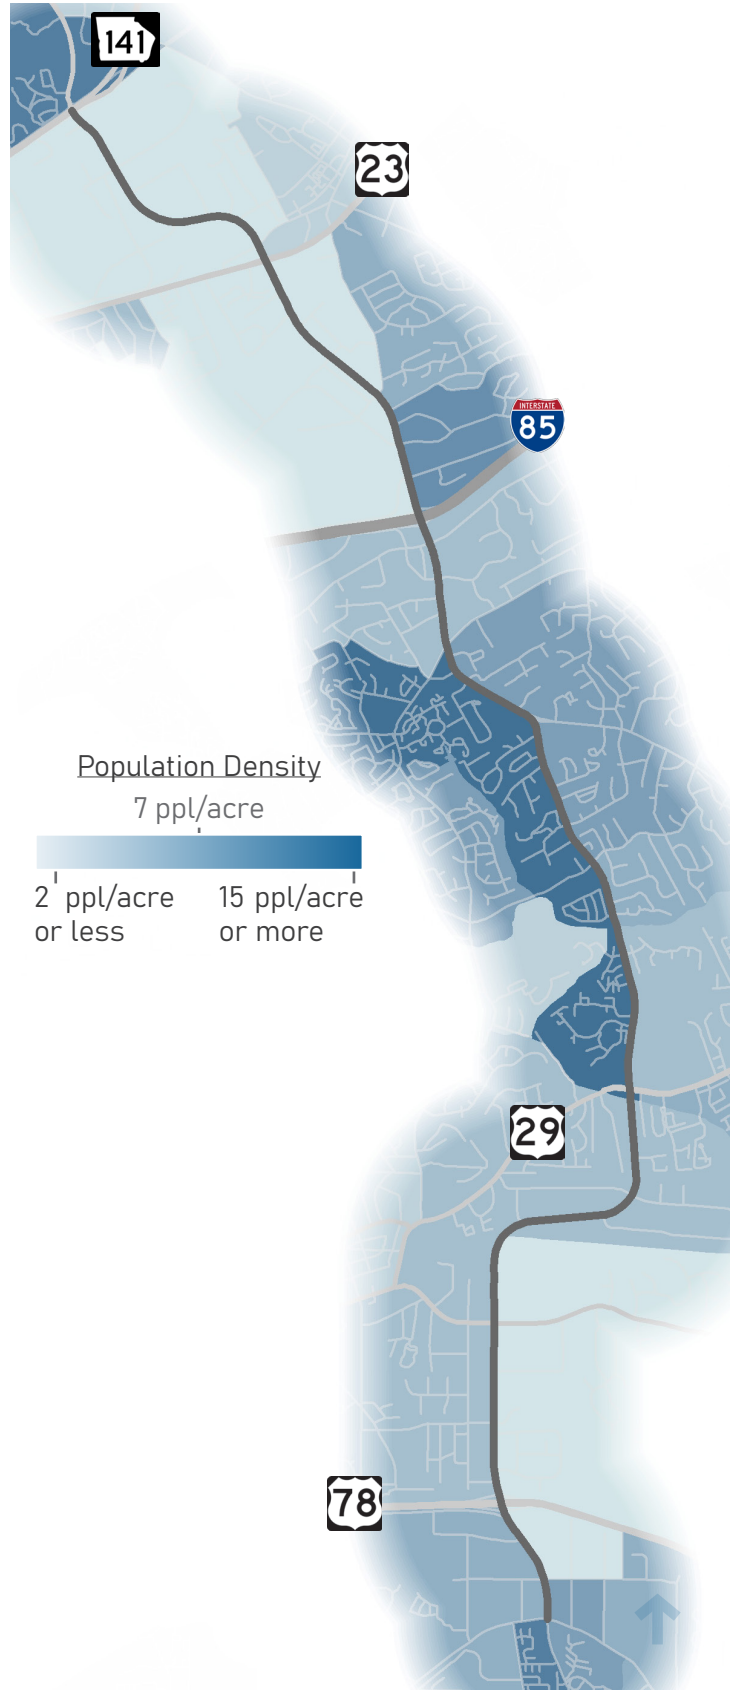 141
23
INTERSTATE
85
Population Density
7 ppl/acre
2 ppl/acre
or less
15 ppl/acre
or more
29
78